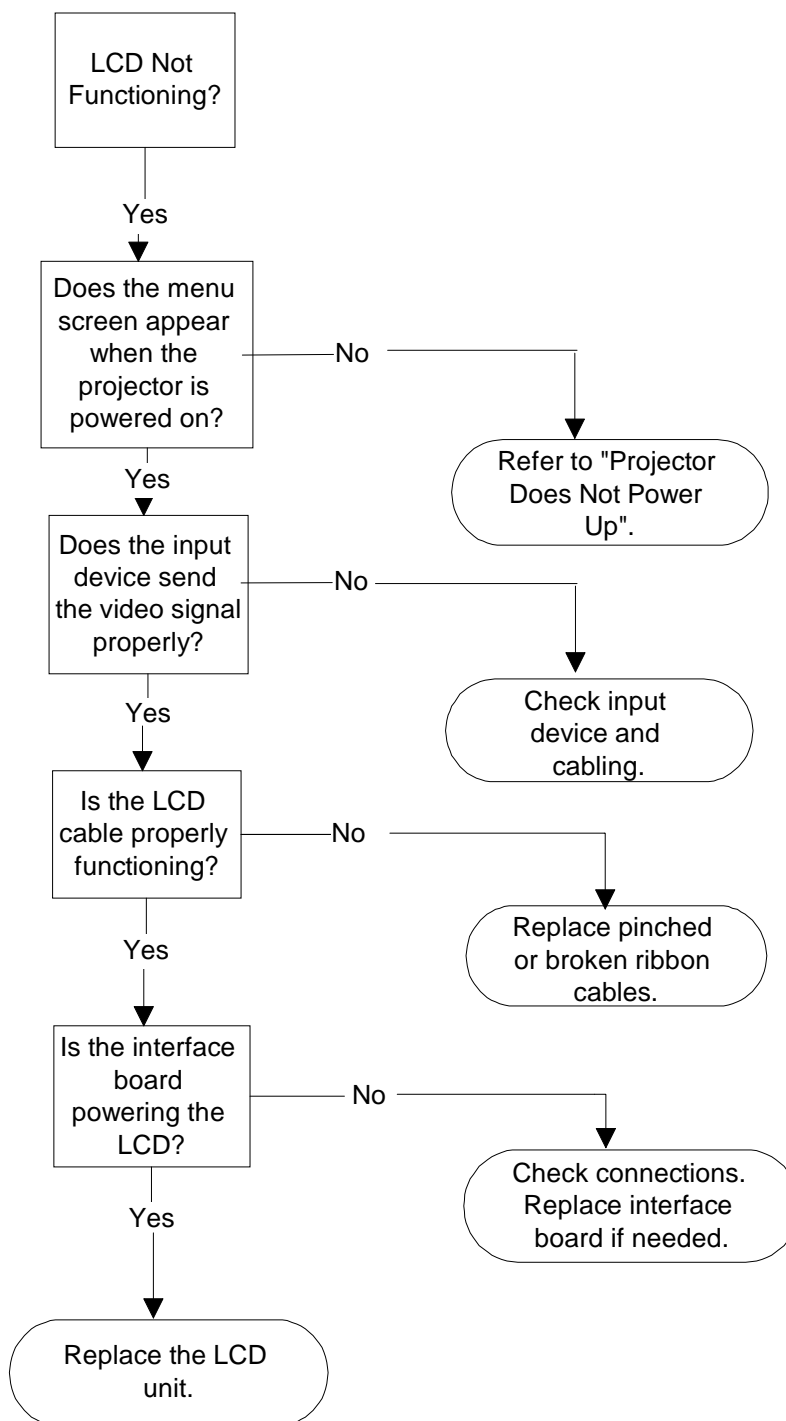 LCD Not
Functioning?
Yes
Does the menu
screen appear
when the
projector is
powered on?
No
Refer to "Projector
Does Not Power
Up".
Yes
Does the input
device send
the video signal
properly?
No
Check input
device and
cabling.
Yes
Is the LCD
cable properly
functioning?
No
Replace pinched
or broken ribbon
cables.
Yes
Is the interface
board
powering the
LCD?
No
Check connections.
Replace interface
board if needed.
Yes
Replace the LCD
unit.